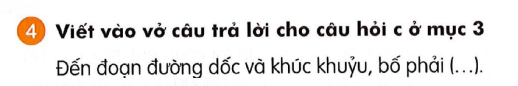 4 Viết vào vở câu trả lời cho câu hỏi c ở mục 3
Đến đoạn đường dốc và khúc khuỷu, bố phải (...).